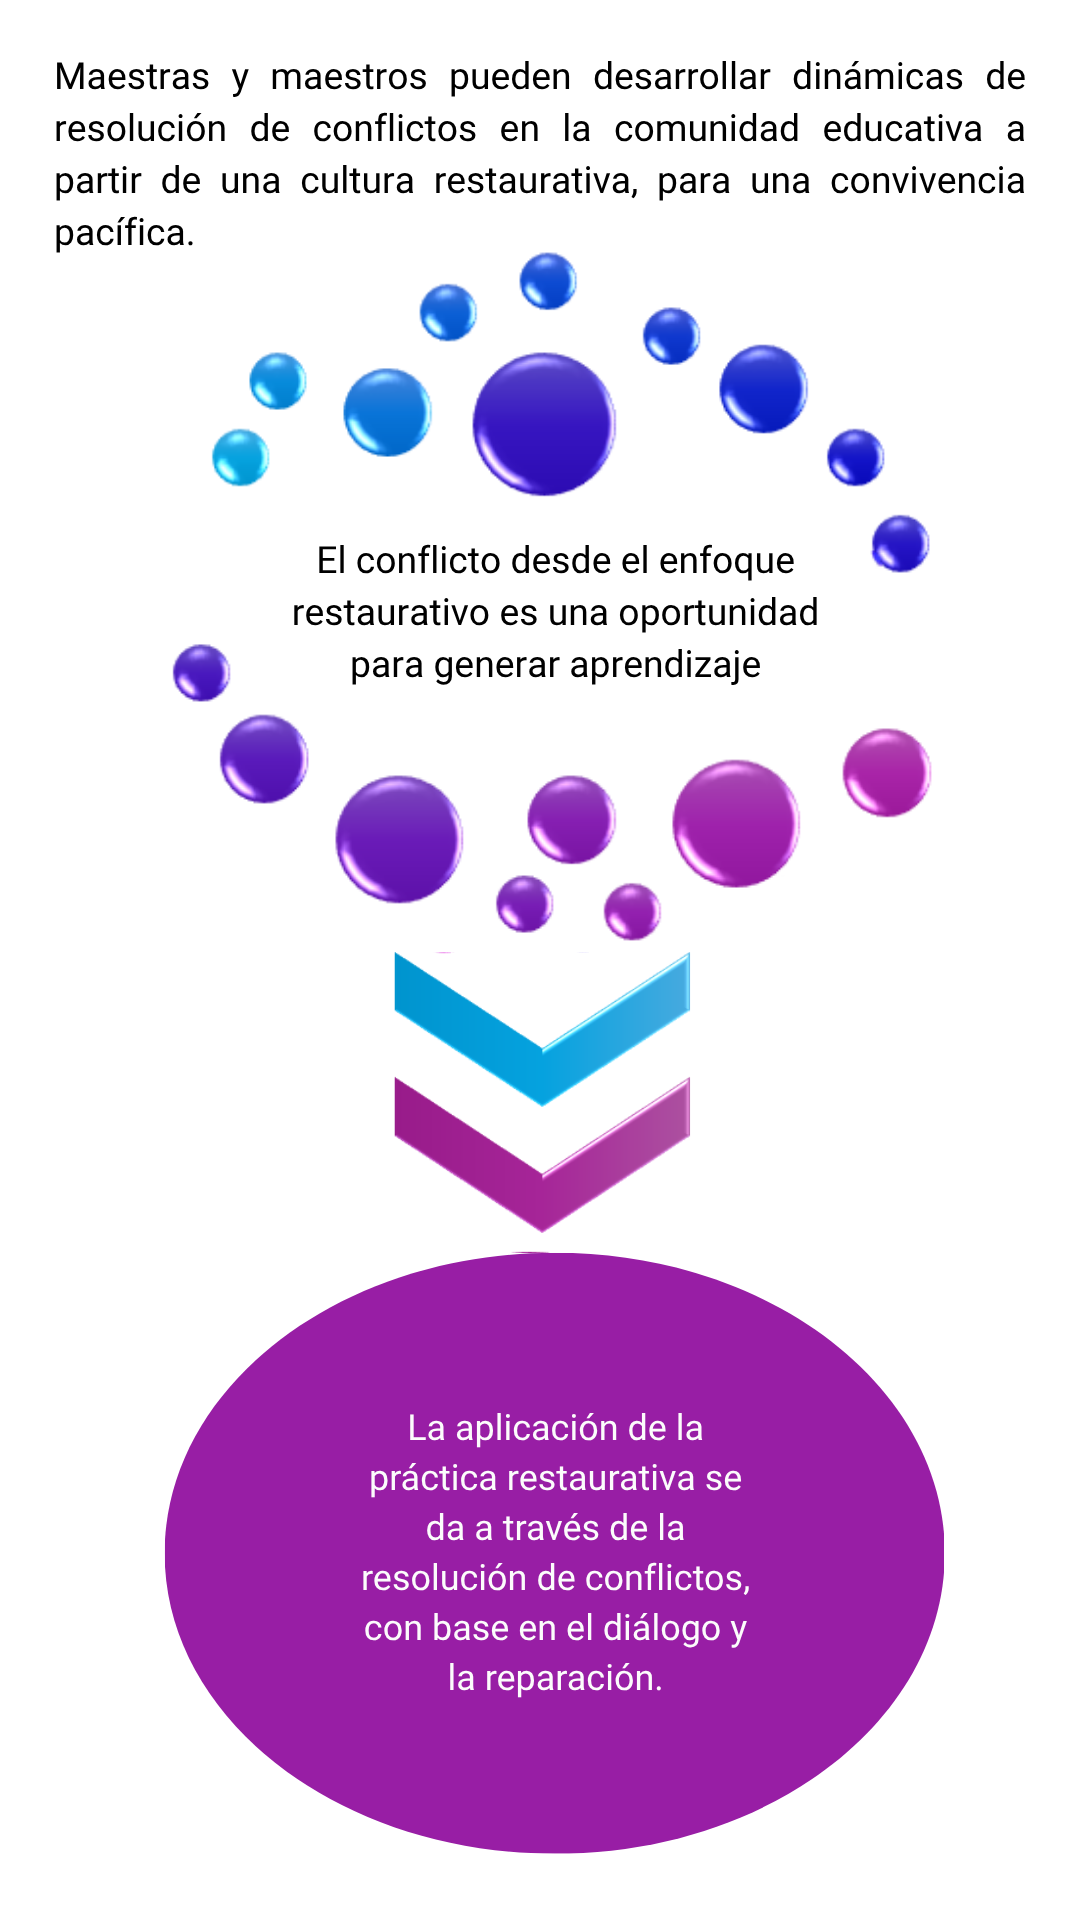 Maestras y maestros pueden desarrollar dinámicas de
resolución de conflictos en la comunidad educativa a
partir de una cultura restaurativa, para una convivencia
pacífica.
El conflicto desde el enfoque
restaurativo es una oportunidad
para generar aprendizaje
La aplicación de la
práctica restaurativa se
da a través de la
resolución de conflictos,
con base en el diálogo y
la reparación.